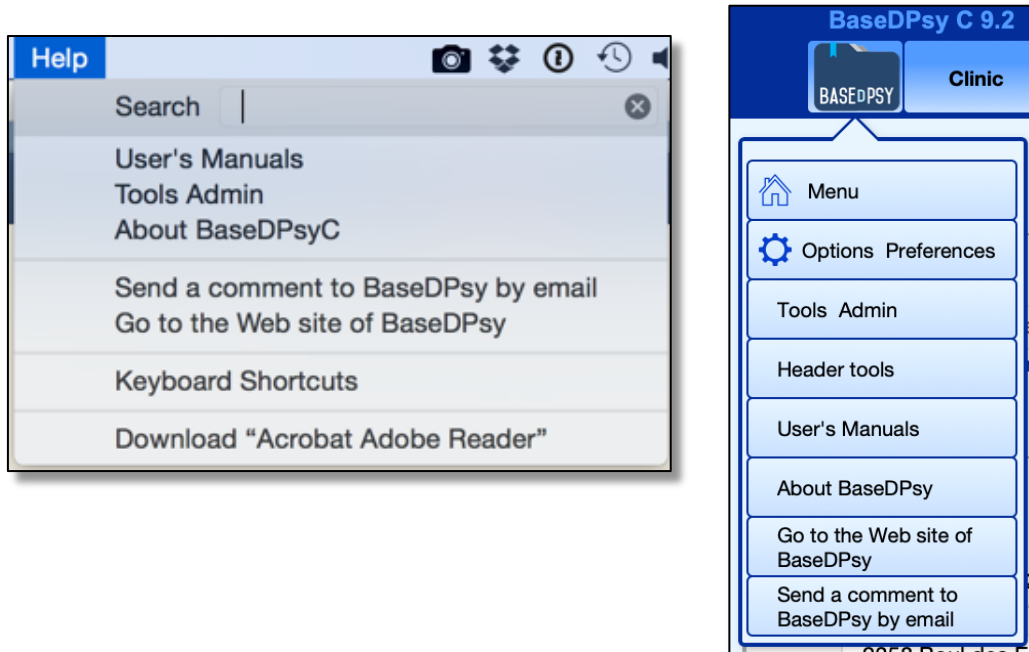 Help
Search
User's Manuals
Tools Admin
About BaseDPsyC
Send a comment to BaseDPsy by email
Go to the Web site of BaseDPsy
Keyboard Shortcuts
Download “Acrobat Adobe Reader”
BaseDPsy C 9.2
BASEDPSY
Clinic
Menu
Options Preferences
Tools Admin
Header tools
User's Manuals
About BaseDPsy
Go to the Web site of
BaseDPsy
Send a comment to
BaseDPsy by email